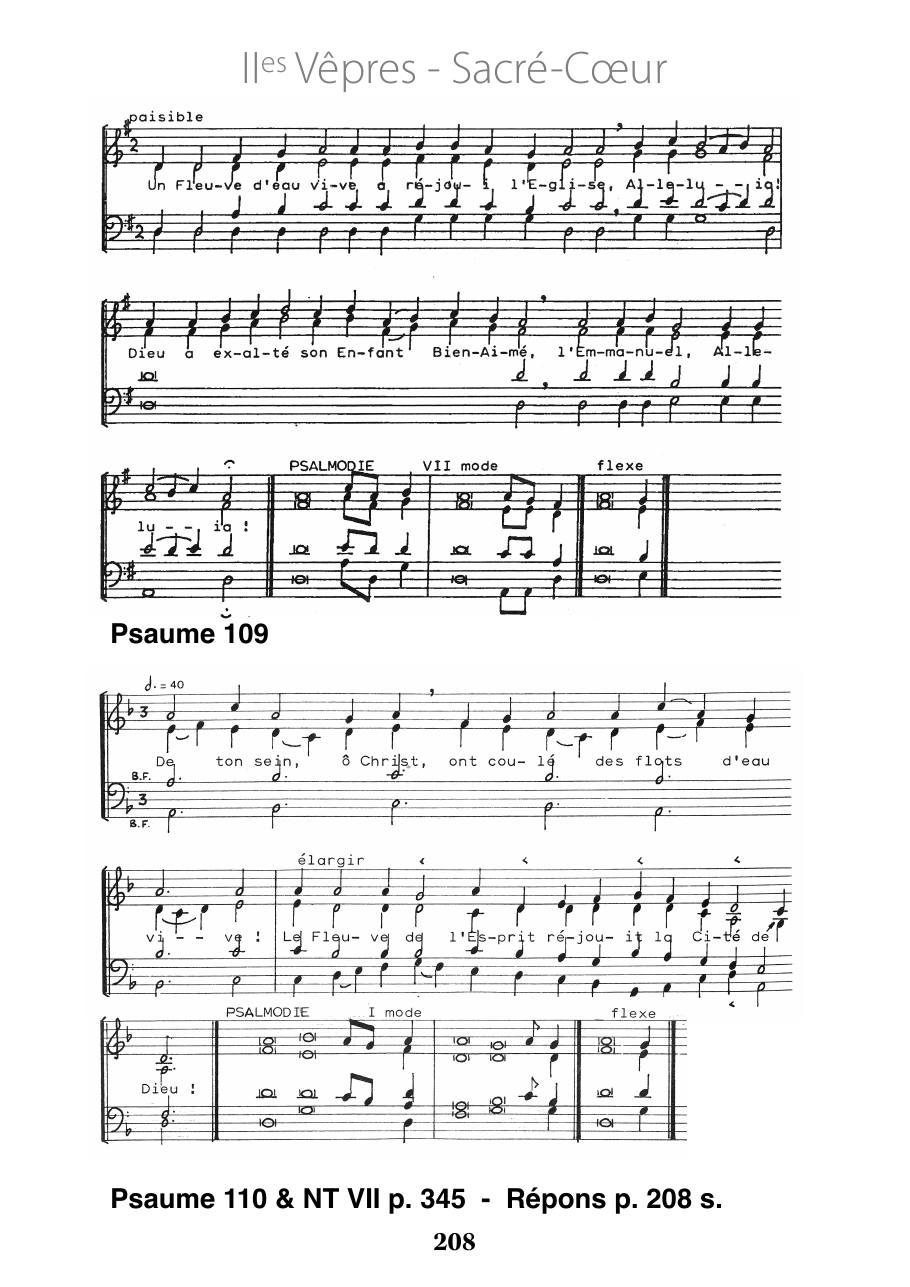 IIes Vêpres - Sacré-Cœur
paisible
2
Un Fleu-ve d'eau vi-ve a ré-jou-i l'E-gli-se, Al-le-lu - - ia!
2
Dieu a ex-al-té son En-fant Bien-Ai-mé, l'Em-ma-nu-el, Al-le-
PSALMODIE VII mode flexe
lu - - ia !
Psaume 109
= 40
3
De ton sein, ô Christ, ont cou-lé des flots d'eau
B.F.
3
B.F.
élargir
vi - - ve ! Le Fleu- ve de l'Es-prit ré-jou- it la Ci-té de
PSALMODIE I mode flexe
Dieu !
Psaume 110 & NT VII p. 345 - Répons p. 208 s.
208